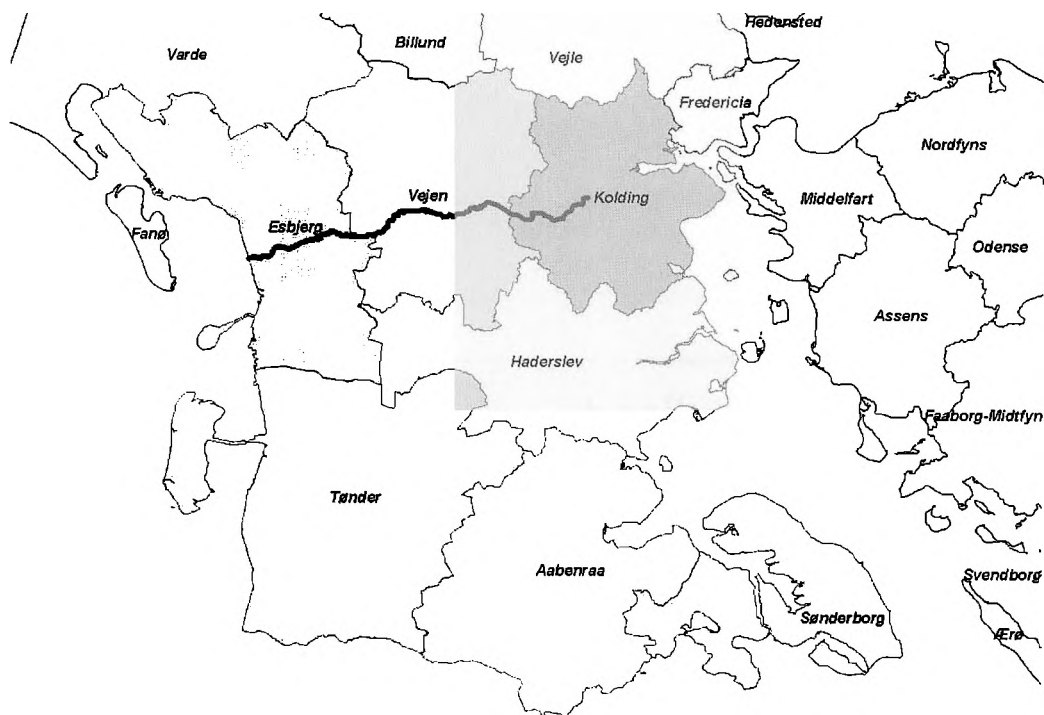 Hedensted
Billund
Varde
Vejle
Fredericia
Nordfyns
Vejen
Kolding
Middelfart
Fanø
Esbjerg
Odense
Assens
Haderslev
Faaborg-Midtfyn
Tønder
Aabenraa
Svendborg
Sønderborg
Ærø